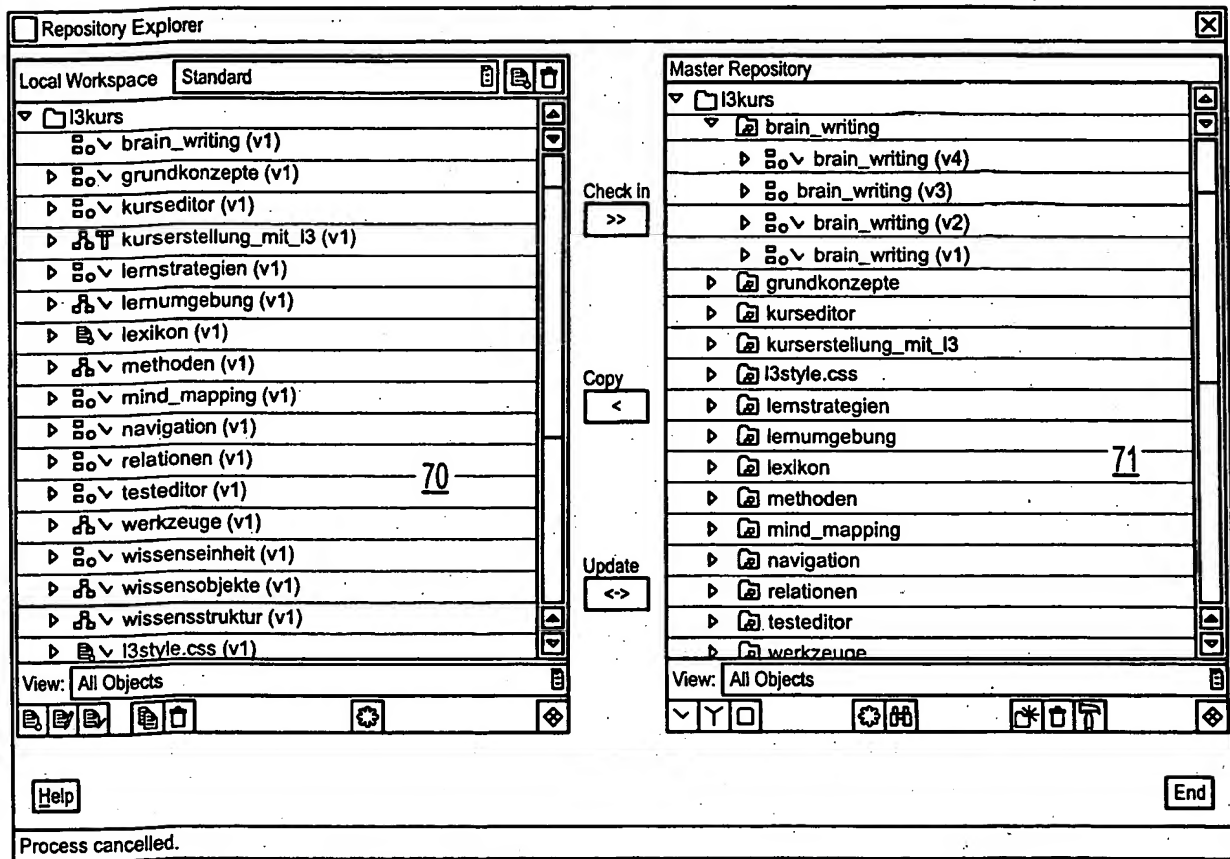 Repository Explorer
Local Workspace Standard
l3kurs
brain_writing (v1)
grundkonzepte (v1)
kurseditor (v1)
kurserstellung_mit_l3 (v1)
lernstrategien (v1)
lernumgebung (v1)
lexikon (v1)
methoden (v1)
mind_mapping (v1)
navigation (v1)
relationen (v1)
70
testeditor (v1)
werkzeuge (v1)
wissenseinheit (v1)
wissensobjekte (v1)
wissensstruktur (v1)
l3style.css (v1)
View: All Objects
Check in
>>
Copy
<
Update
<->
Master Repository
l3kurs
brain_writing
brain_writing (v4)
brain_writing (v3)
brain_writing (v2)
brain_writing (v1)
grundkonzepte
kurseditor
kurserstellung_mit_l3
l3style.css
lernstrategien
lernumgebung
lexikon
71
methoden
mind_mapping
navigation
relationen
testeditor
werkzeuge
View: All Objects
Help
End
Process cancelled.